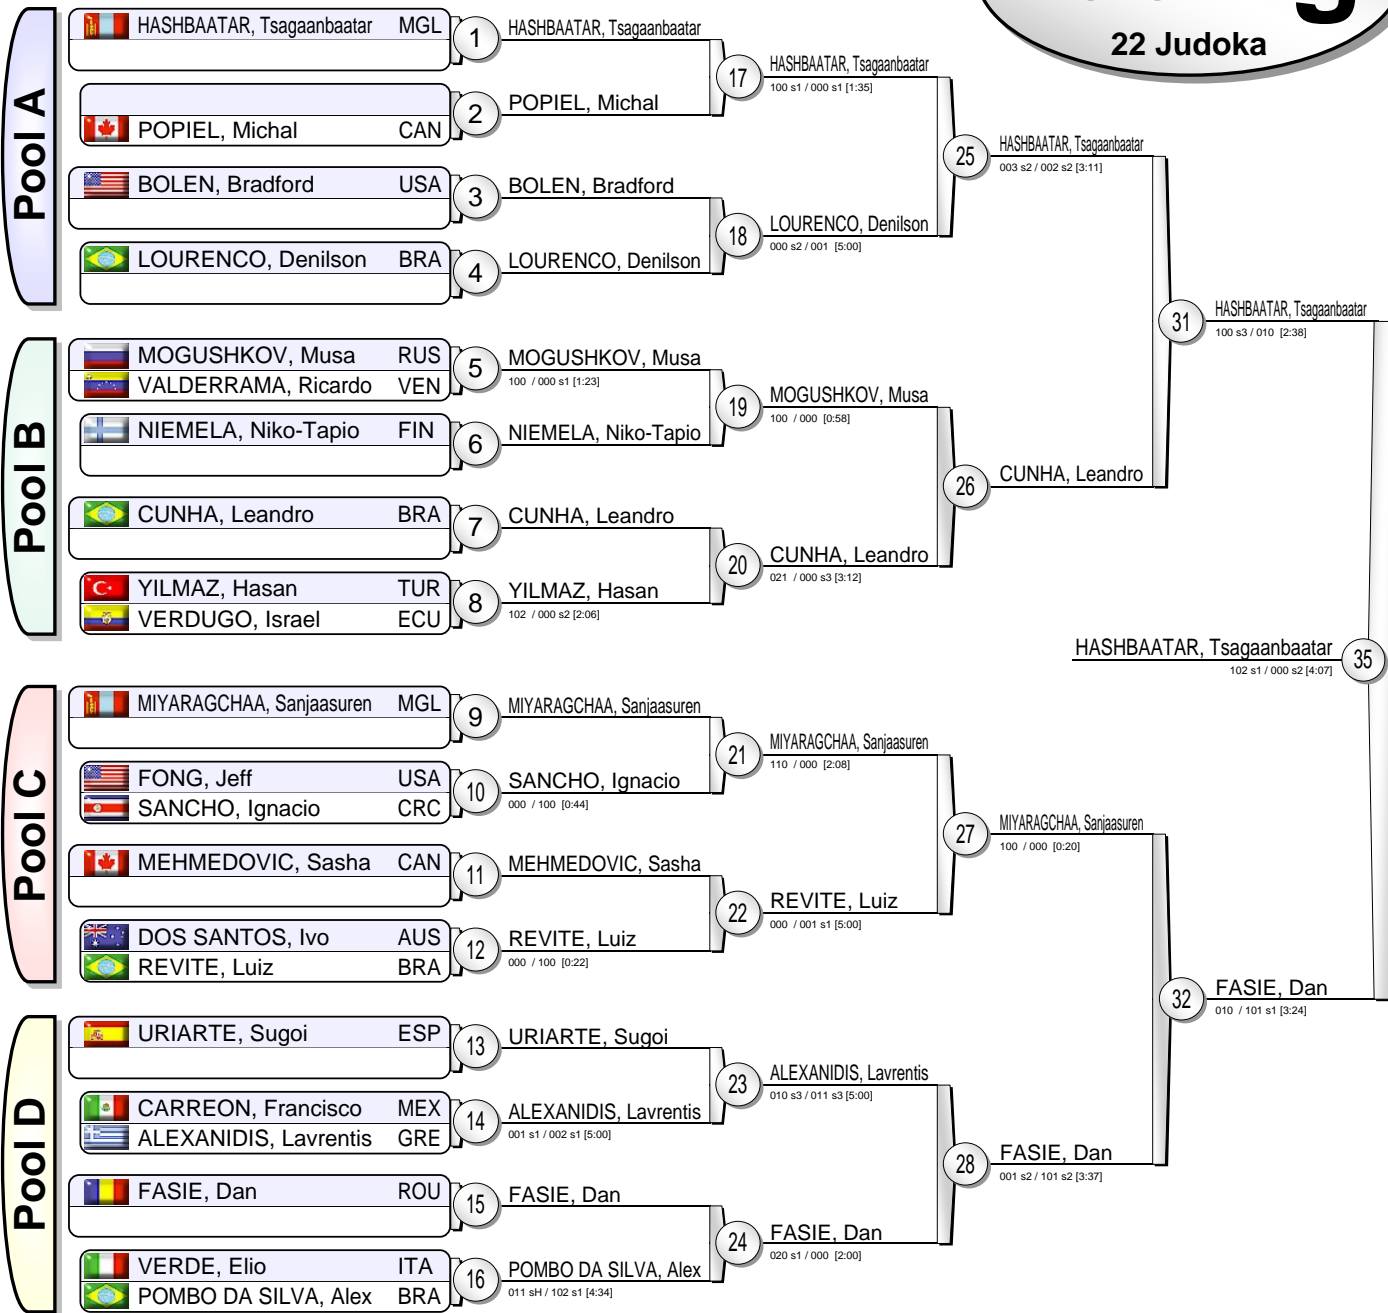 22 Judoka
Pool A
HASHBAATAR, Tsagaanbaatar MGL
1
HASHBAATAR, Tsagaanbaatar
POPIEL, Michal CAN
2
POPIEL, Michal
17
HASHBAATAR, Tsagaanbaatar
100 s1 / 000 s1 [1:35]
BOLEN, Bradford USA
3
BOLEN, Bradford
LOURENCO, Denilson BRA
4
LOURENCO, Denilson
18
LOURENCO, Denilson
000 s2 / 001 [5:00]
25
HASHBAATAR, Tsagaanbaatar
003 s2 / 002 s2 [3:11]
Pool B
MOGUSHKOV, Musa RUS
VALDERRAMA, Ricardo VEN
5
MOGUSHKOV, Musa
100 / 000 s1 [1:23]
NIEMELA, Niko-Tapio FIN
6
NIEMELA, Niko-Tapio
19
MOGUSHKOV, Musa
100 / 000 [0:58]
CUNHA, Leandro BRA
7
CUNHA, Leandro
YILMAZ, Hasan TUR
VERDUGO, Israel ECU
8
YILMAZ, Hasan
102 / 000 s2 [2:06]
20
CUNHA, Leandro
021 / 000 s3 [3:12]
26
CUNHA, Leandro
31
HASHBAATAR, Tsagaanbaatar
100 s3 / 010 [2:38]
HASHBAATAR, Tsagaanbaatar
102 s1 / 000 s2 [4:07]
35
Pool C
MIYARAGCHAA, Sanjaasuren MGL
9
MIYARAGCHAA, Sanjaasuren
FONG, Jeff USA
SANCHO, Ignacio CRC
10
SANCHO, Ignacio
000 / 100 [0:44]
21
MIYARAGCHAA, Sanjaasuren
110 / 000 [2:08]
MEHMEDOVIC, Sasha CAN
11
MEHMEDOVIC, Sasha
DOS SANTOS, Ivo AUS
REVITE, Luiz BRA
12
REVITE, Luiz
000 / 100 [0:22]
22
REVITE, Luiz
000 / 001 s1 [5:00]
27
MIYARAGCHAA, Sanjaasuren
100 / 000 [0:20]
Pool D
URIARTE, Sugoi ESP
13
URIARTE, Sugoi
CARREON, Francisco MEX
ALEXANIDIS, Lavrentis GRE
14
ALEXANIDIS, Lavrentis
001 s1 / 002 s1 [5:00]
23
ALEXANIDIS, Lavrentis
010 s3 / 011 s3 [5:00]
FASIE, Dan ROU
15
FASIE, Dan
VERDE, Elio ITA
POMBO DA SILVA, Alex BRA
16
POMBO DA SILVA, Alex
011 sH / 102 s1 [4:34]
24
FASIE, Dan
020 s1 / 000 [2:00]
28
FASIE, Dan
001 s2 / 101 s2 [3:37]
32
FASIE, Dan
010 / 101 s1 [3:24]